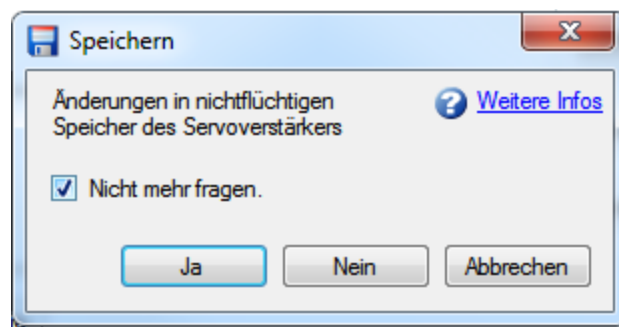 Speichern
Änderungen in nichtflüchtigen
Speicher des Servoverstärkers
Weitere Infos
Nicht mehr fragen.
Ja
Nein
Abbrechen